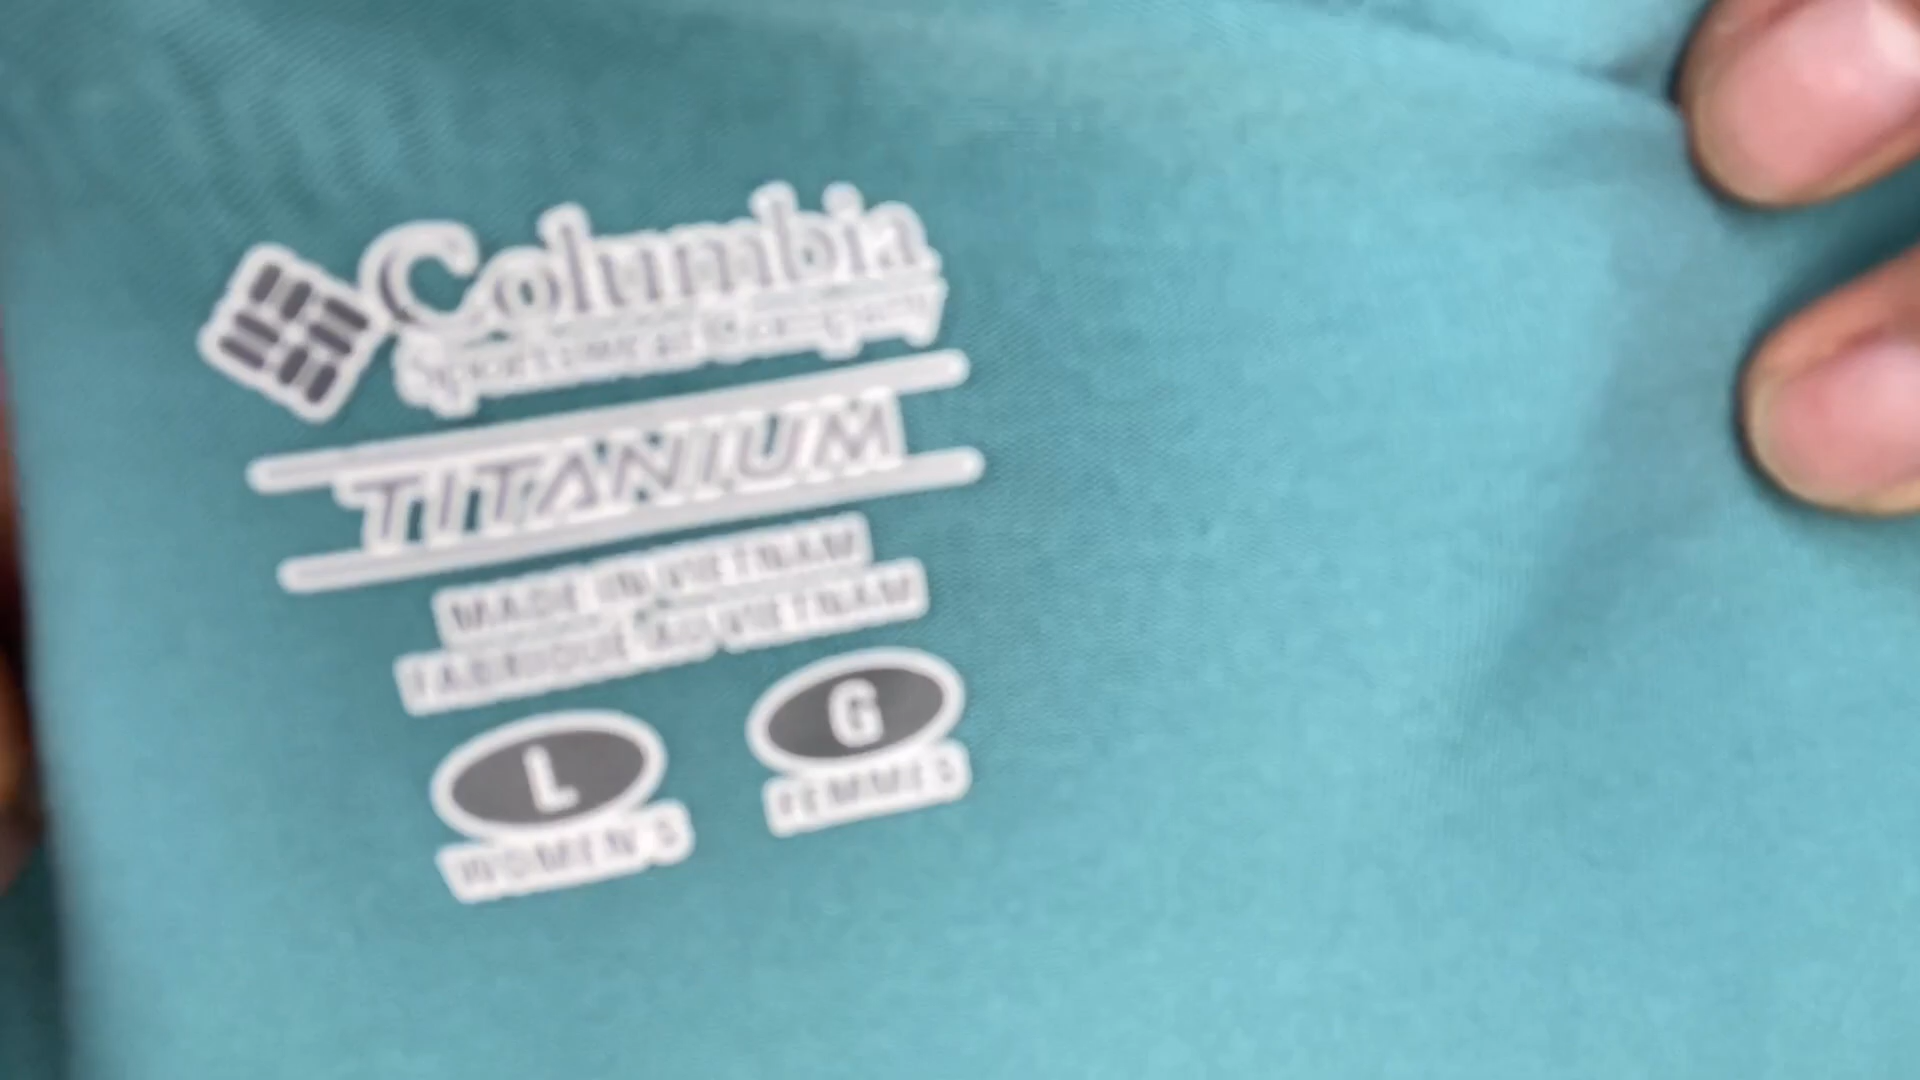 Columbia
Sportswear Company
TITANIUM
MADE IN VIETNAM
FABRIQUÉ AU VIETNAM
L
G
WOMEN'S
FEMMES